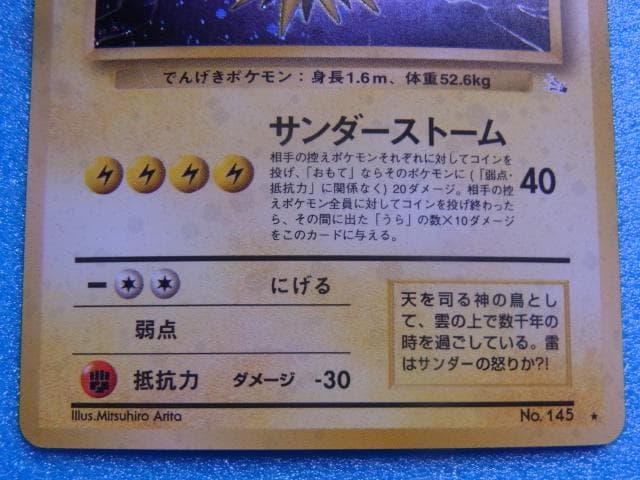 でんげきポケモン：身長1.6m、体重52.6kg
サンダーストーム
相手の控えポケモンそれぞれに対してコインを
投げ、「おもて」ならそのポケモンに（「弱点・
抵抗力」に関係なく）20ダメージ。相手の控
えポケモン全員に対してコインを投げ終わった
ら、その間に出た「うら」の数×10ダメージ
をこのカードに与える。
40
にげる
弱点
抵抗力 ダメージ -30
天を司る神の鳥とし
て、雲の上で数千年の
時を過ごしている。雷
はサンダーの怒りか?!
Illus.Mitsuhiro Arita
No. 145